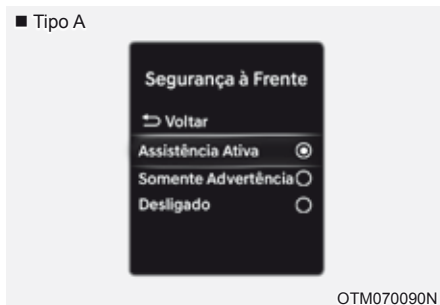 ■ Tipo A
Segurança à Frente
⮌ Voltar
Assistência Ativa
Somente Advertência
Desligado
OTM070090N